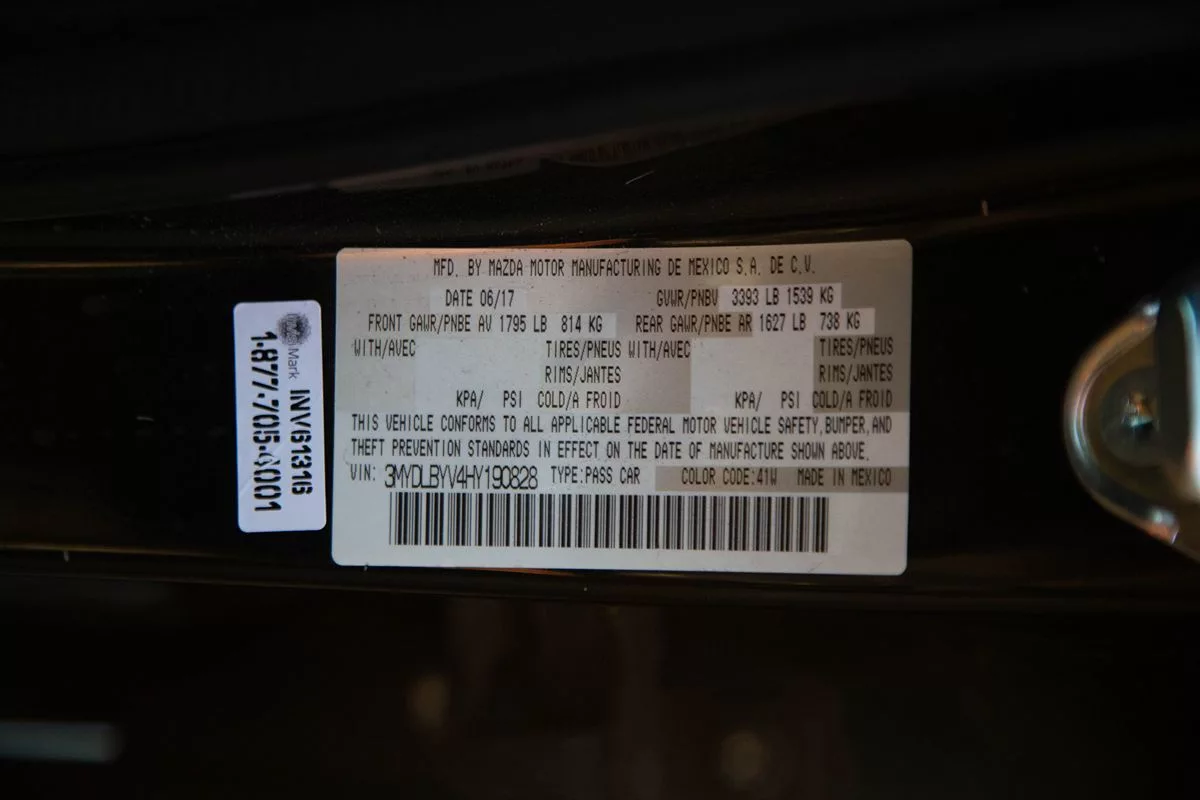 MFD. BY MAZDA MOTOR MANUFACTURING DE MEXICO S.A. DE C.V.
DATE 06/17 GVWR/PNBV 3393 LB 1539 KG
FRONT GAWR/PNBE AV 1795 LB 814 KG REAR GAWR/PNBE AR 1627 LB 738 KG
WITH/AVEC TIRES/PNEUS WITH/AVEC TIRES/PNEUS
RIMS/JANTES RIMS/JANTES
KPA/ PSI COLD/A FROID KPA/ PSI COLD/A FROID
THIS VEHICLE CONFORMS TO ALL APPLICABLE FEDERAL MOTOR VEHICLE SAFETY, BUMPER, AND
THEFT PREVENTION STANDARDS IN EFFECT ON THE DATE OF MANUFACTURE SHOWN ABOVE.
VIN: 3MYDLBYV4HY190828 TYPE:PASS CAR COLOR CODE:41W MADE IN MEXICO
Mark INV61316
1-877-705-4001